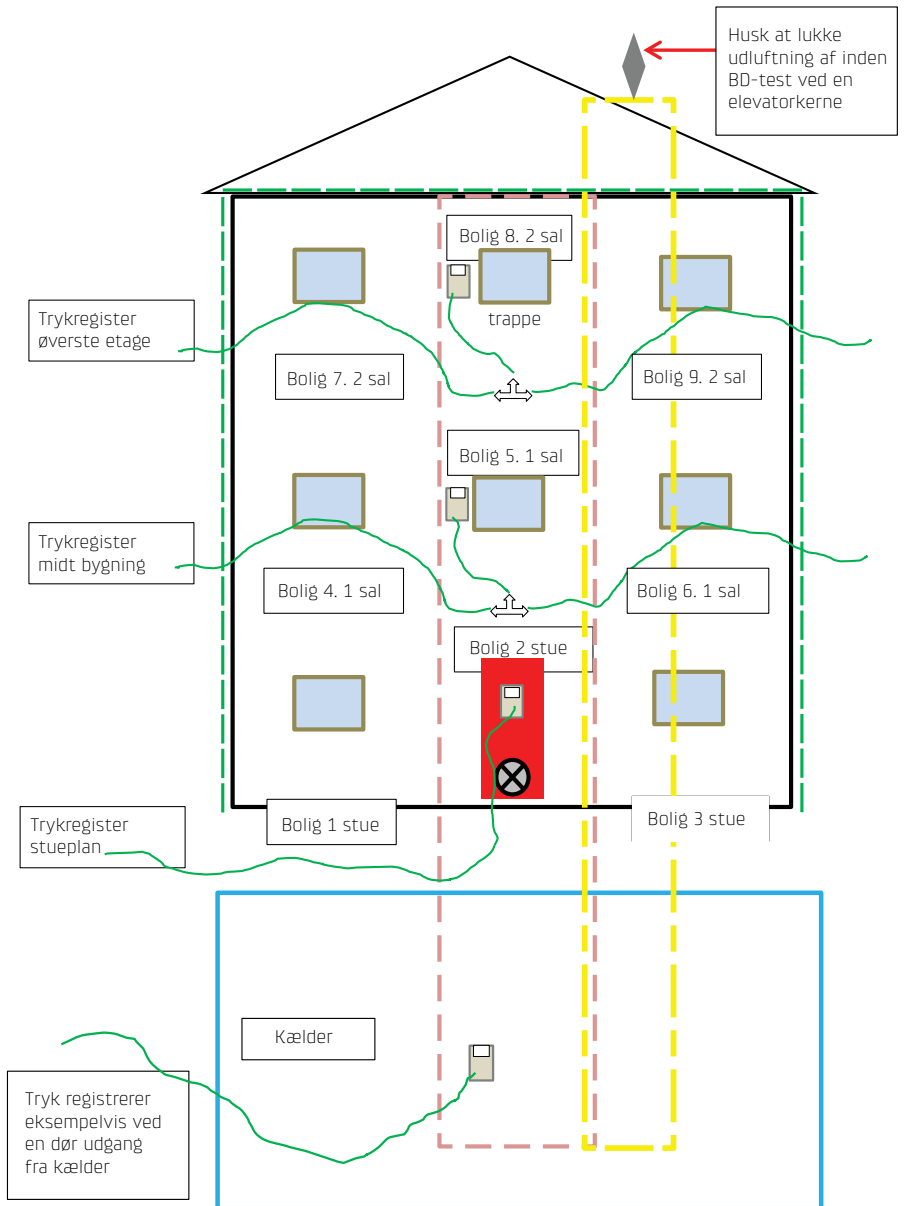 Husk at lukke
udluftning af inden
BD-test ved en
elevatorkerne
Bolig 8. 2 sal
trappe
Trykregister
øverste etage
Bolig 7. 2 sal
Bolig 9. 2 sal
Bolig 5. 1 sal
Trykregister
midt bygning
Bolig 4. 1 sal
Bolig 6. 1 sal
Bolig 2 stue
Trykregister
stueplan
Bolig 1 stue
Bolig 3 stue
Kælder
Tryk registrerer
eksempelvis ved
en dør udgang
fra kælder